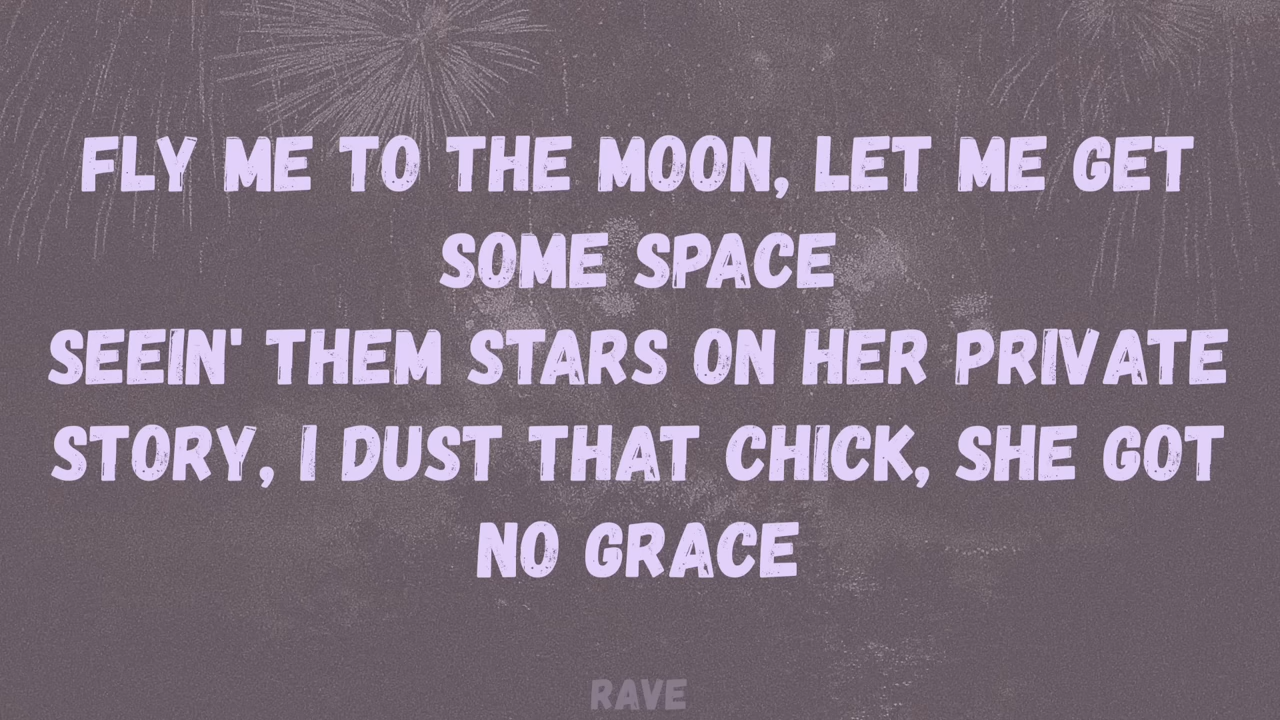 FLY ME TO THE MOON, LET ME GET
SOME SPACE
SEEIN' THEM STARS ON HER PRIVATE
STORY, I DUST THAT CHICK, SHE GOT
NO GRACE
RAVE